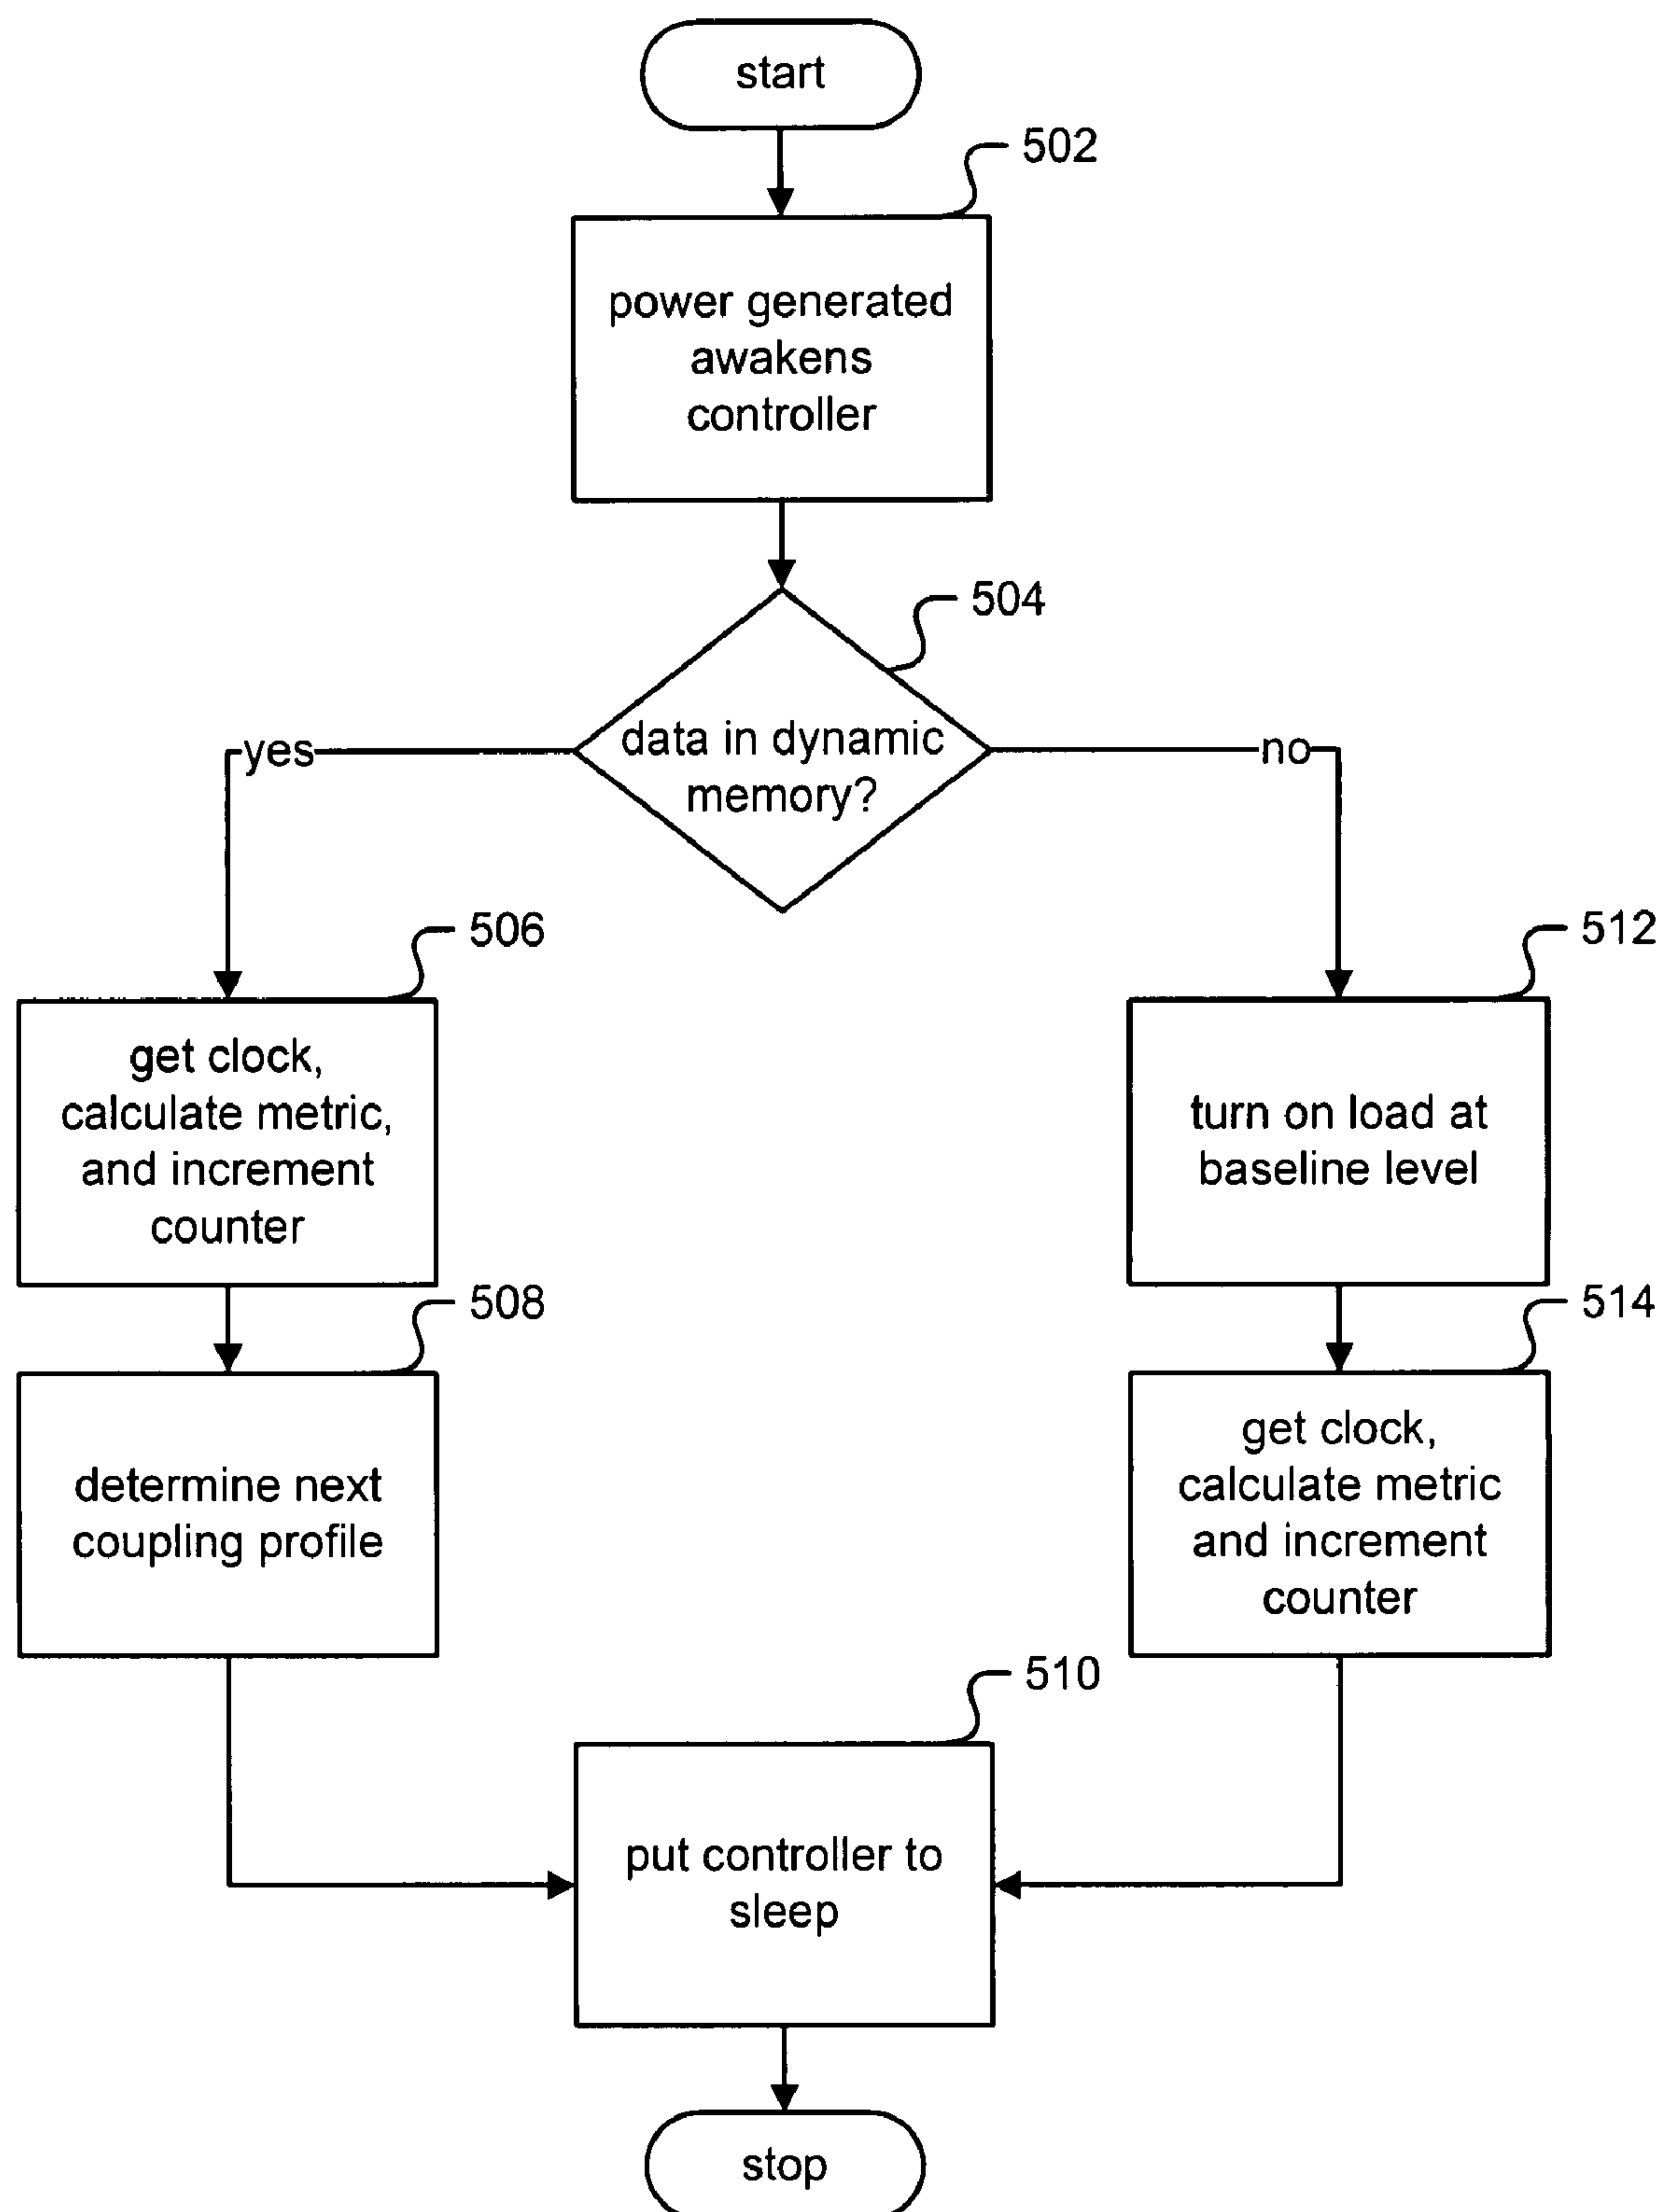 start
502
power generated
awakens
controller
504
data in dynamic
memory?
yes
no
506
get clock,
calculate metric,
and increment
counter
512
turn on load at
baseline level
508
determine next
coupling profile
514
get clock,
calculate metric
and increment
counter
510
put controller to
sleep
stop